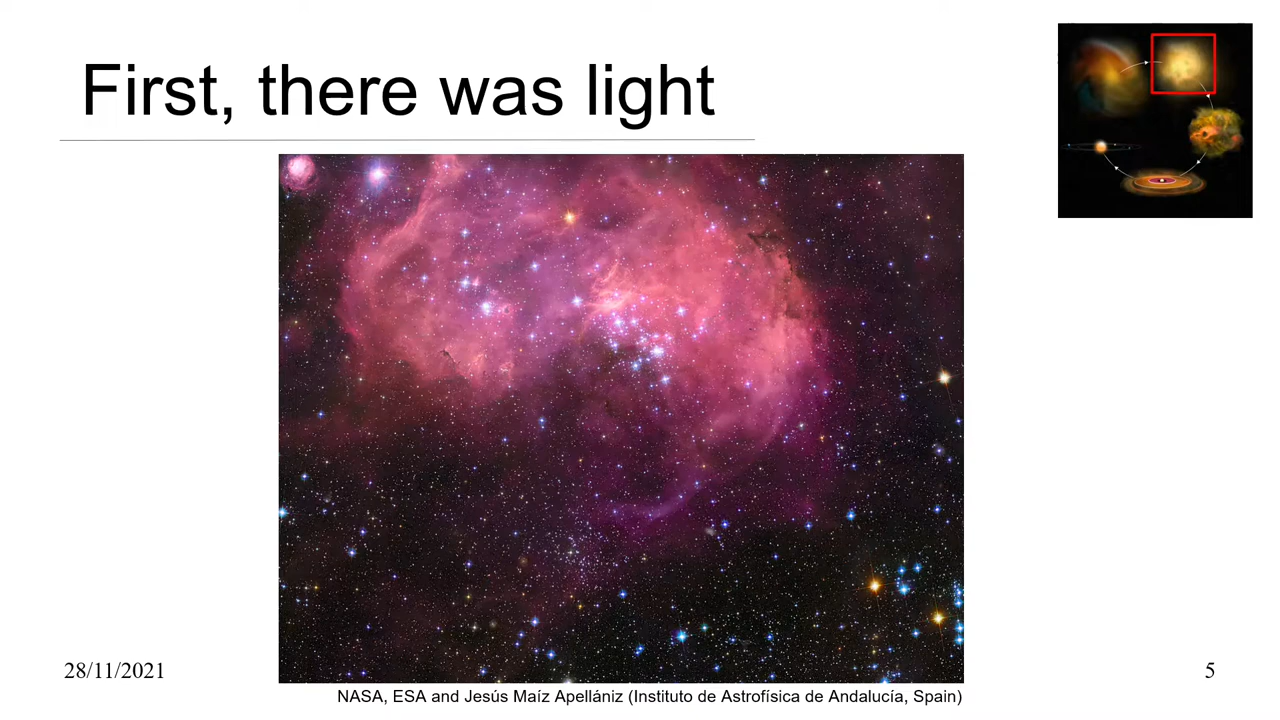 First, there was light
28/11/2021
5
NASA, ESA and Jesús Maíz Apellániz (Instituto de Astrofísica de Andalucía, Spain)